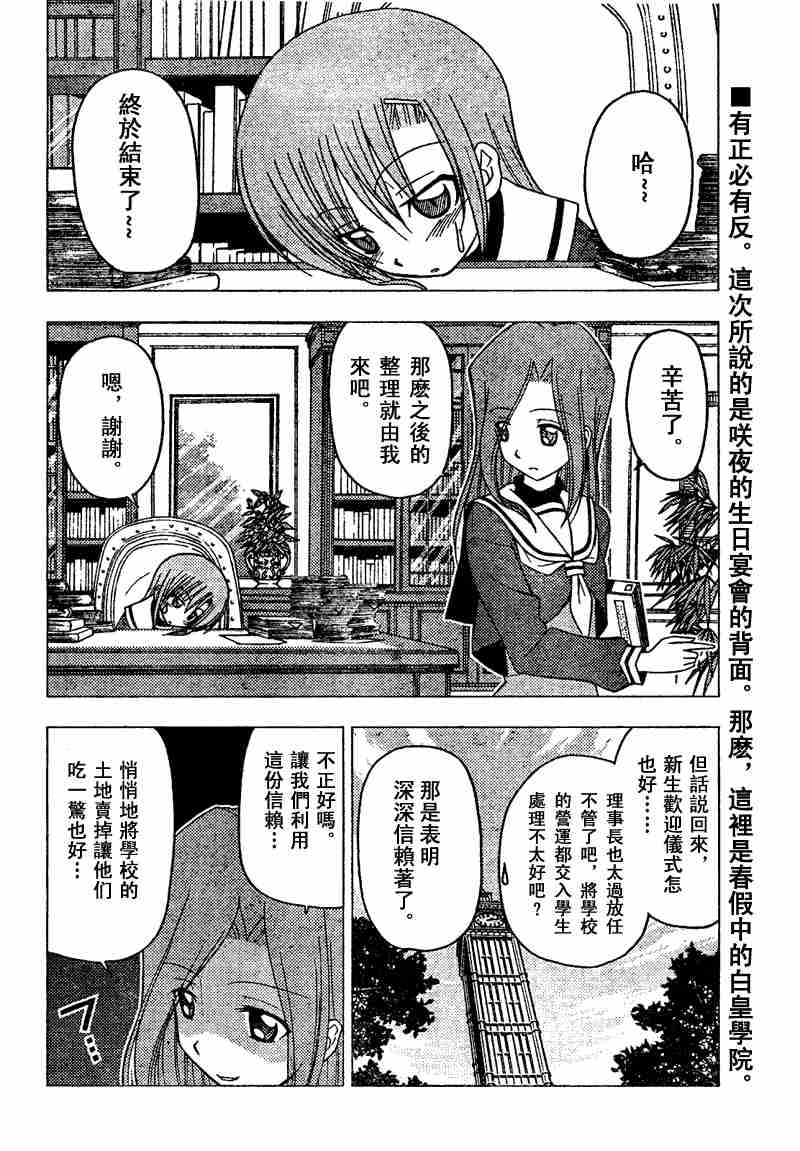 ■有正必有反。這次所說的是咲夜的生日宴會的背面。那麼，這裡是春假中的白皇學院。
哈~~
終於
結束了~~
辛苦了。
那麼之後的
整理就由我
來吧。
嗯，謝謝。
但話說回來，
新生歡迎儀式怎
也好……
理事長也太過放任
不管了吧，將學校
的營運都交入學生
處理不太好吧？
那是表明
深深信賴著了。
不正好嗎。
讓我們利用
這份信賴…
悄悄地將學校的
土地賣掉讓他们
吃一驚也好…